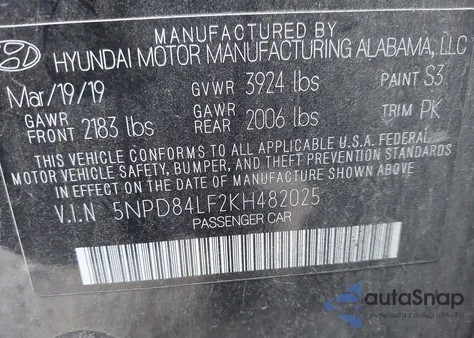 MANUFACTURED BY
HYUNDAI MOTOR MANUFACTURING ALABAMA, LLC
Mar/19/19 GVWR 3924 lbs PAINT S3
GAWR FRONT 2183 lbs GAWR REAR 2006 lbs TRIM PK
THIS VEHICLE CONFORMS TO ALL APPLICABLE U.S.A. FEDERAL
MOTOR VEHICLE SAFETY, BUMPER, AND THEFT PREVENTION STANDARDS
IN EFFECT ON THE DATE OF MANUFACTURE SHOWN ABOVE.
V.I.N 5NPD84LF2KH482025
PASSENGER CAR
autoSnap